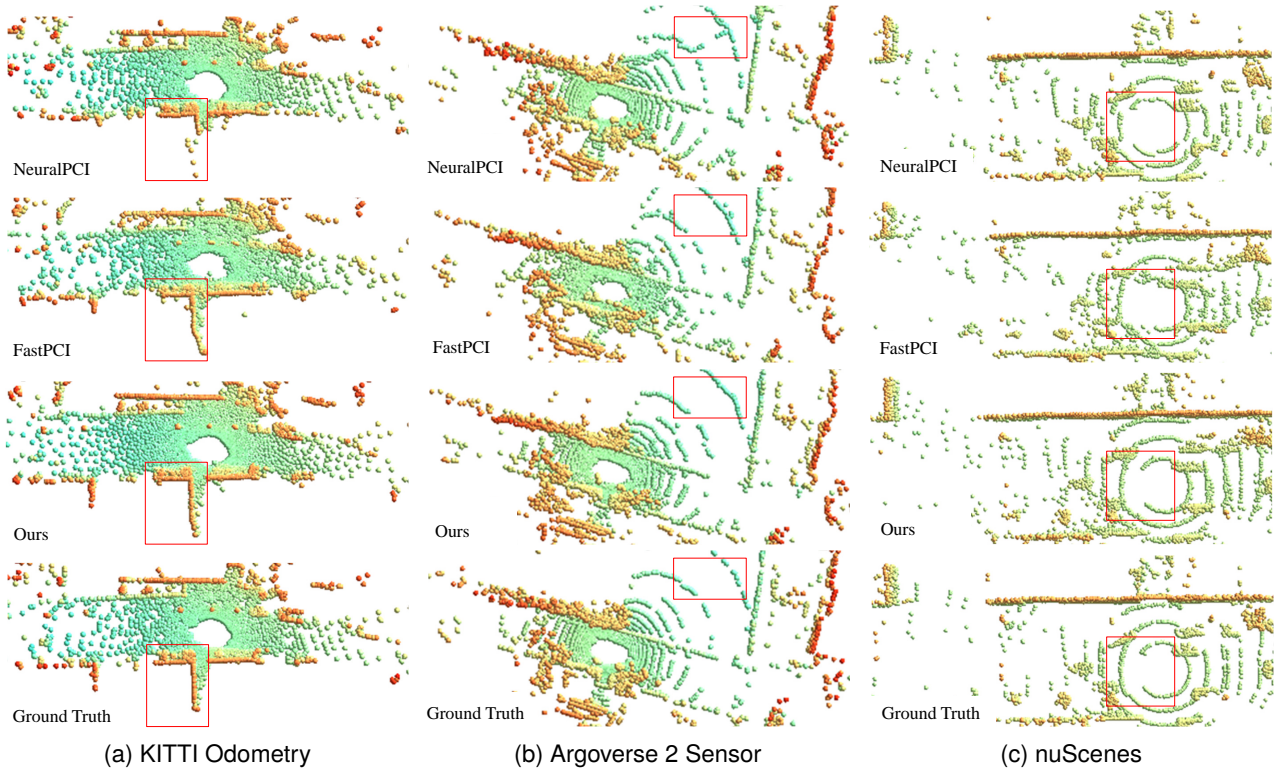 NeuralPCI
NeuralPCI
NeuralPCI
FastPCI
FastPCI
FastPCI
Ours
Ours
Ours
Ground Truth
Ground Truth
Ground Truth
(a) KITTI Odometry
(b) Argoverse 2 Sensor
(c) nuScenes